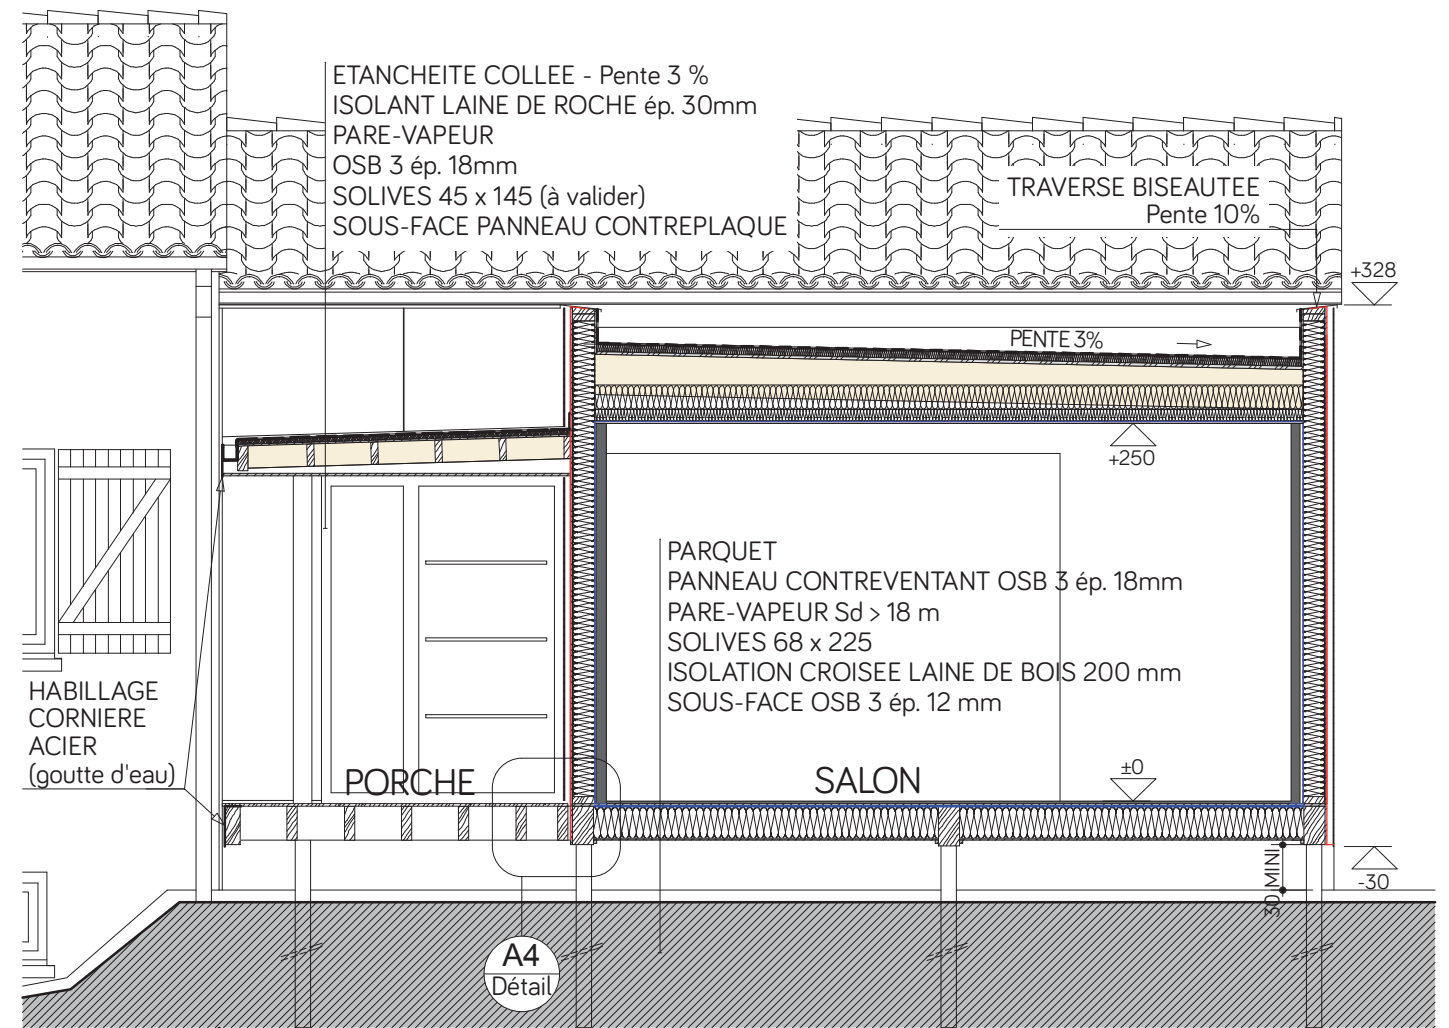 ETANCHEITE COLLEE - Pente 3 %
ISOLANT LAINE DE ROCHE ép. 30mm
PARE-VAPEUR
OSB 3 ép. 18mm
SOLIVES 45 x 145 (à valider)
SOUS-FACE PANNEAU CONTREPLAQUE
TRAVERSE BISEAUTEE
Pente 10%
+328
PENTE 3%
+250
PARQUET
PANNEAU CONTREVENTANT OSB 3 ép. 18mm
PARE-VAPEUR Sd > 18 m
SOLIVES 68 x 225
ISOLATION CROISEE LAINE DE BOIS 200 mm
SOUS-FACE OSB 3 ép. 12 mm
HABILLAGE
CORNIERE
ACIER
(goutte d'eau)
PORCHE
SALON
±0
30 MINI
-30
A4
Détail